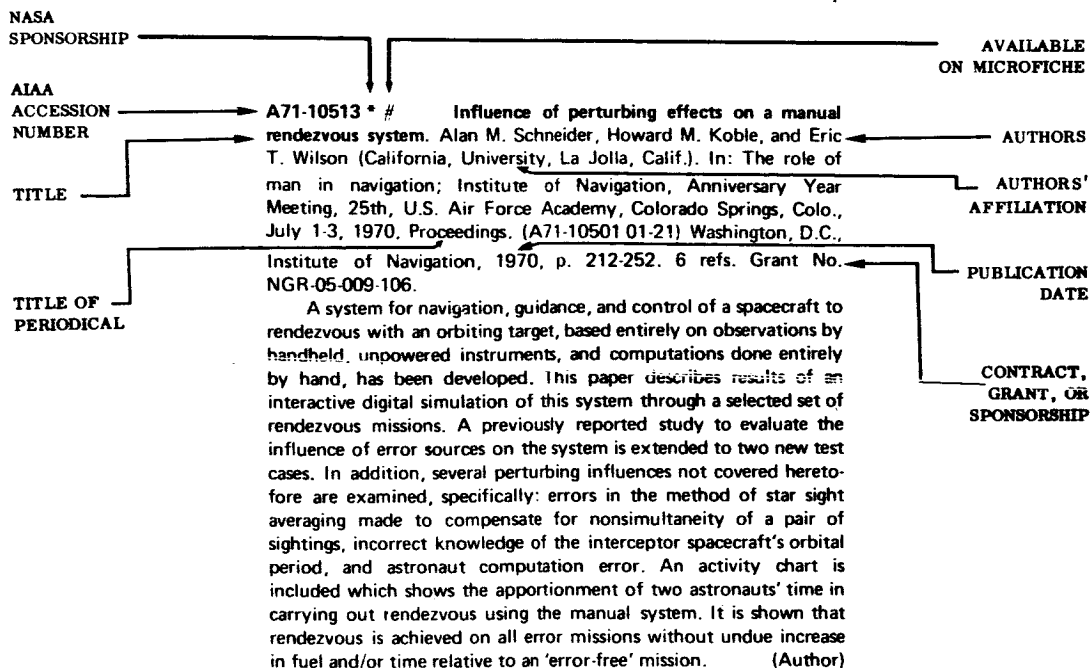 NASA
SPONSORSHIP
AVAILABLE
ON MICROFICHE
AIAA
ACCESSION
NUMBER
A71-10513 * # Influence of perturbing effects on a manual
rendezvous system. Alan M. Schneider, Howard M. Koble, and Eric
T. Wilson (California, University, La Jolla, Calif.). In: The role of
man in navigation; Institute of Navigation, Anniversary Year
Meeting, 25th, U.S. Air Force Academy, Colorado Springs, Colo.,
July 1-3, 1970, Proceedings. (A71-10501 01-21) Washington, D.C.,
Institute of Navigation, 1970, p. 212-252. 6 refs. Grant No.
NGR-05-009-106.
AUTHORS
TITLE
AUTHORS'
AFFILIATION
PUBLICATION
DATE
TITLE OF
PERIODICAL
A system for navigation, guidance, and control of a spacecraft to
rendezvous with an orbiting target, based entirely on observations by
handheld, unpowered instruments, and computations done entirely
by hand, has been developed. This paper describes results of an
interactive digital simulation of this system through a selected set of
rendezvous missions. A previously reported study to evaluate the
influence of error sources on the system is extended to two new test
cases. In addition, several perturbing influences not covered hereto-
fore are examined, specifically: errors in the method of star sight
averaging made to compensate for nonsimultaneity of a pair of
sightings, incorrect knowledge of the interceptor spacecraft's orbital
period, and astronaut computation error. An activity chart is
included which shows the apportionment of two astronauts' time in
carrying out rendezvous using the manual system. It is shown that
rendezvous is achieved on all error missions without undue increase
in fuel and/or time relative to an 'error-free' mission. (Author)
CONTRACT,
GRANT, OR
SPONSORSHIP